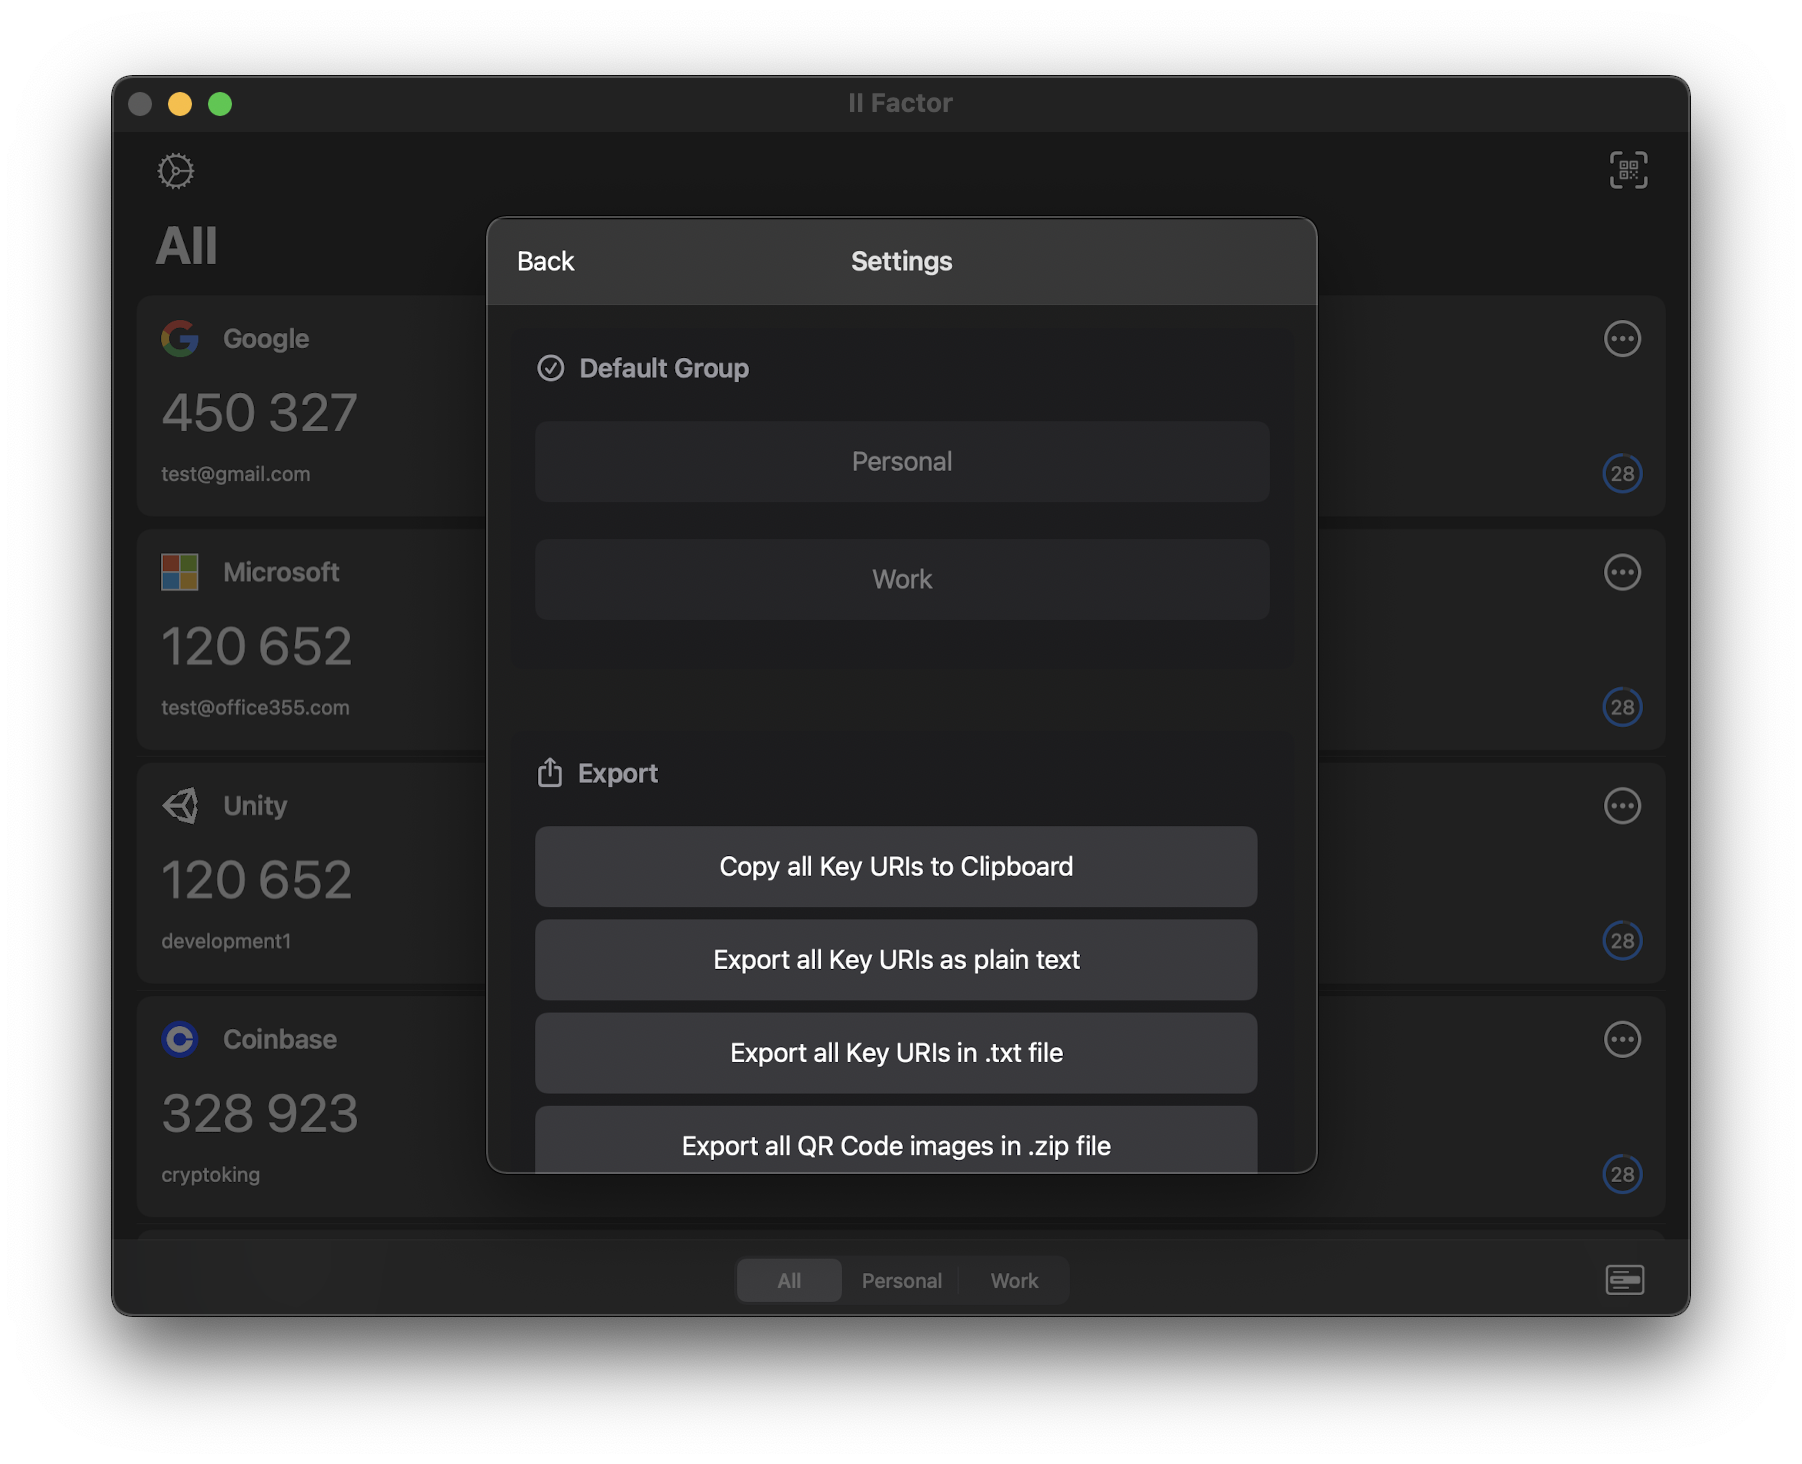 II Factor
All
Back
Settings
Google
450 327
test@gmail.com
28
Microsoft
120 652
test@office355.com
28
Unity
120 652
development1
28
Coinbase
328 923
cryptoking
28
Default Group
Personal
Work
Export
Copy all Key URIs to Clipboard
Export all Key URIs as plain text
Export all Key URIs in .txt file
Export all QR Code images in .zip file
All
Personal
Work